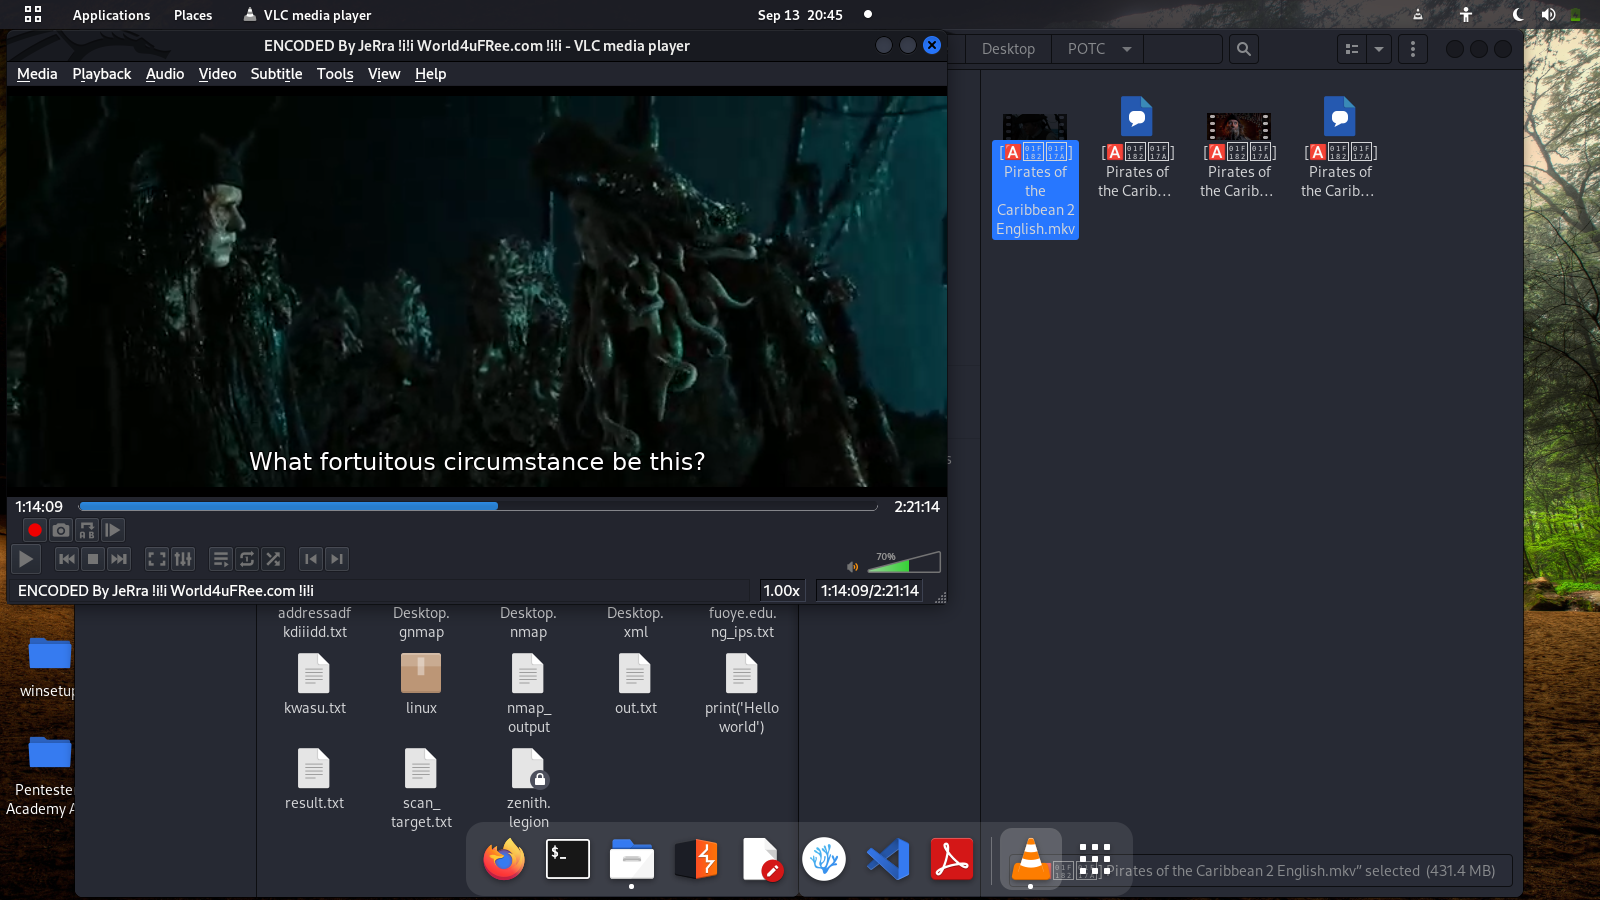 Applications Places VLC media player Sep 13 20:45
ENCODED By JeRra !i!i World4uFRee.com !i!i - VLC media player
Desktop POTC
Media Playback Audio Video Subtitle Tools View Help
What fortuitous circumstance be this?
1:14:09 2:21:14
70%
ENCODED By JeRra !i!i World4uFRee.com !i!i 1.00x 1:14:09/2:21:14
[🅰🆂🅺]
Pirates of
the
Caribbean 2
English.mkv
Pirates of
the Carib...
Pirates of
the Carib...
Pirates of
the Carib...
addressadf
kdiiidd.txt
Desktop.
gnmap
Desktop.
nmap
Desktop.
xml
fuoye.edu.
ng_ips.txt
kwasu.txt
linux
nmap_
output
out.txt
print('Hello
world')
result.txt
scan_
target.txt
zenith.
legion
winsetup
Pentester
Academy A
Pirates of the Caribbean 2 English.mkv” selected (431.4 MB)